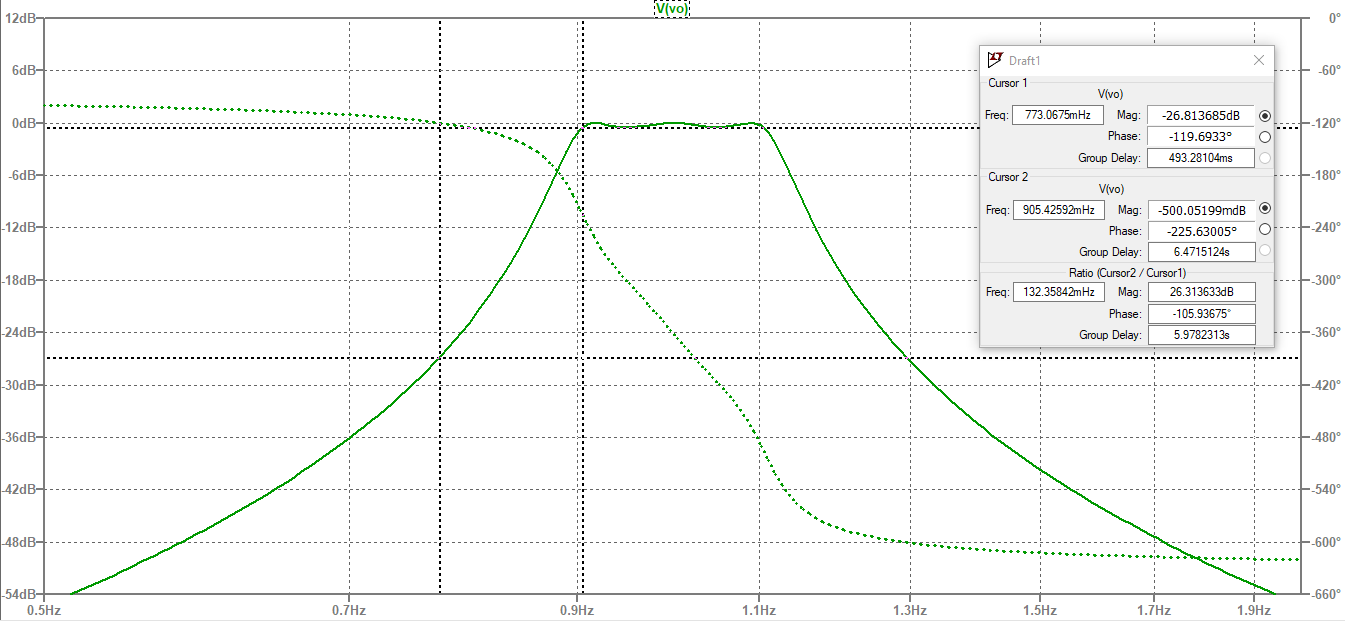 V(vo)
12dB
0°
6dB
-60°
Draft1
Cursor 1
V(vo)
Freq: 773.0675mHz Mag: -26.813685dB
0dB
-120°
Phase: -119.6933°
Group Delay: 493.28104ms
-6dB
-180°
Cursor 2
V(vo)
Freq: 905.42592mHz Mag: -500.05199mdB
-12dB
-240°
Phase: -225.63005°
Group Delay: 6.4715124s
Ratio (Cursor2 / Cursor1)
-18dB
-300°
Freq: 132.35842mHz Mag: 26.313633dB
Phase: -105.93675°
-24dB
-360°
Group Delay: 5.9782313s
-30dB
-420°
-36dB
-480°
-42dB
-540°
-48dB
-600°
-54dB
-660°
0.5Hz 0.7Hz 0.9Hz 1.1Hz 1.3Hz 1.5Hz 1.7Hz 1.9Hz